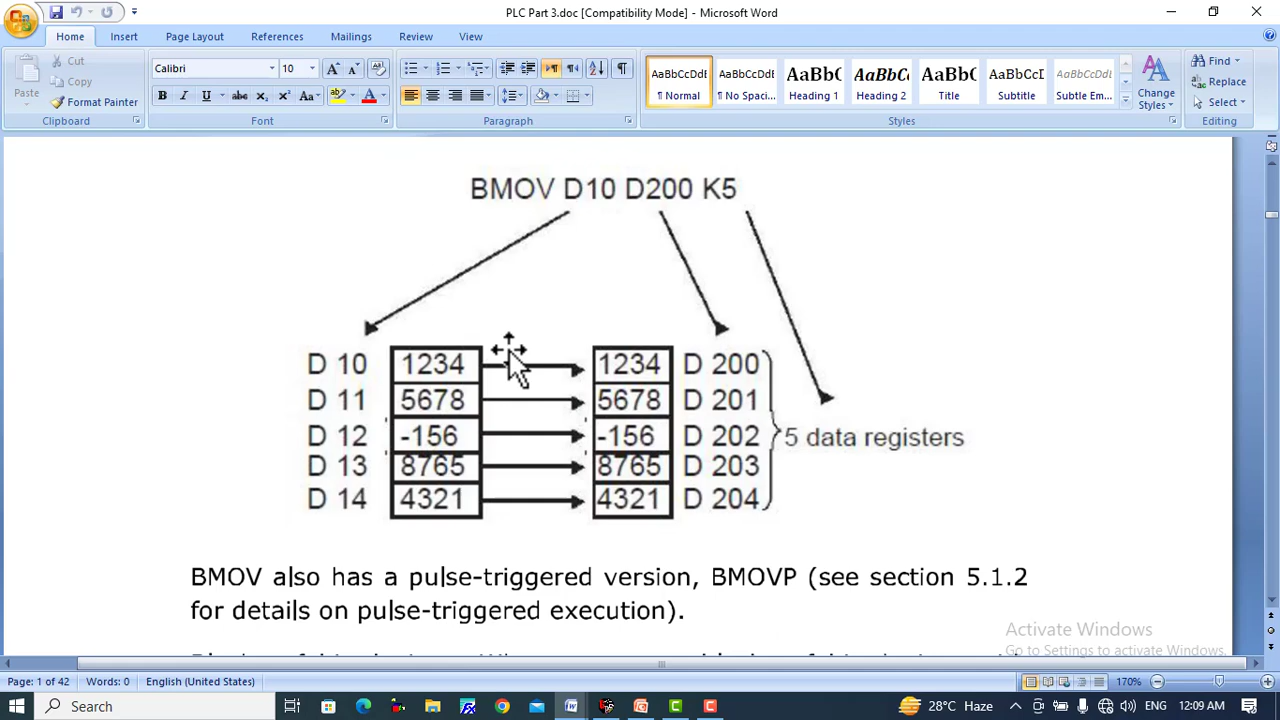 PLC Part 3.doc [Compatibility Mode] - Microsoft Word
Home Insert Page Layout References Mailings Review View
Paste
Cut
Copy
Format Painter
Clipboard
Calibri 10
Font
Paragraph
AaBbCcDdE AaBbCcDdE AaBbC AaBbCc AaBbC AaBbCcD AaBbCcDdE
¶ Normal ¶ No Spaci... Heading 1 Heading 2 Title Subtitle Subtle Em...
Change Styles
Styles
Find
Replace
Select
Editing
BMOV D10 D200 K5
D 10 1234 1234 D 200
D 11 5678 5678 D 201
D 12 -156 -156 D 202
5 data registers
D 13 8765 8765 D 203
D 14 4321 4321 D 204
BMOV also has a pulse-triggered version, BMOVP (see section 5.1.2
for details on pulse-triggered execution).
Activate Windows
Go to Settings to activate Windows.
Page: 1 of 42 Words: 0 English (United States) 170%
Search 28°C Haze 12:09 AM